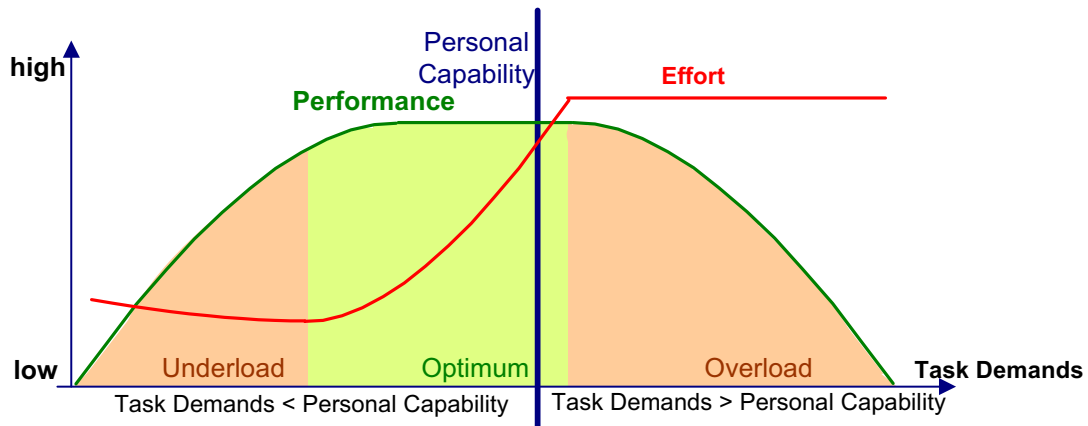 Personal
Capability
high
Effort
Performance
low
Underload
Optimum
Overload
Task Demands
Task Demands < Personal Capability
Task Demands > Personal Capability